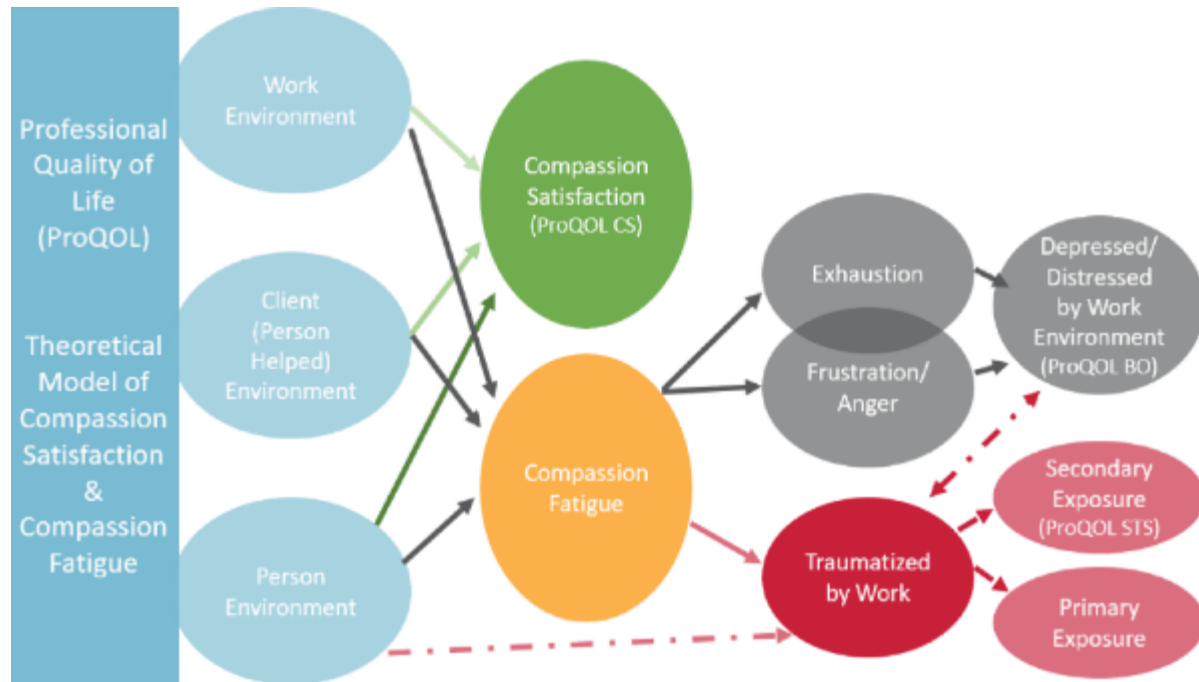 Professional
Quality of
Life
(ProQOL)
Theoretical
Model of
Compassion
Satisfaction
&
Compassion
Fatigue
Work
Environment
Client
(Person
Helped)
Environment
Person
Environment
Compassion
Satisfaction
(ProQOL CS)
Compassion
Fatigue
Exhaustion
Frustration/
Anger
Traumatized
by Work
Depressed/
Distressed
by Work
Environment
(ProQOL BO)
Secondary
Exposure
(ProQOL STS)
Primary
Exposure